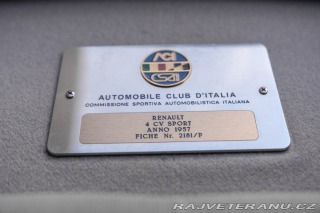 ACI
CSAI
AUTOMOBILE CLUB D'ITALIA
COMMISSIONE SPORTIVA AUTOMOBILISTICA ITALIANA
RENAULT
4 CV SPORT
ANNO 1957
FICHE Nr. 2181/P
RAJVETERANU.CZ